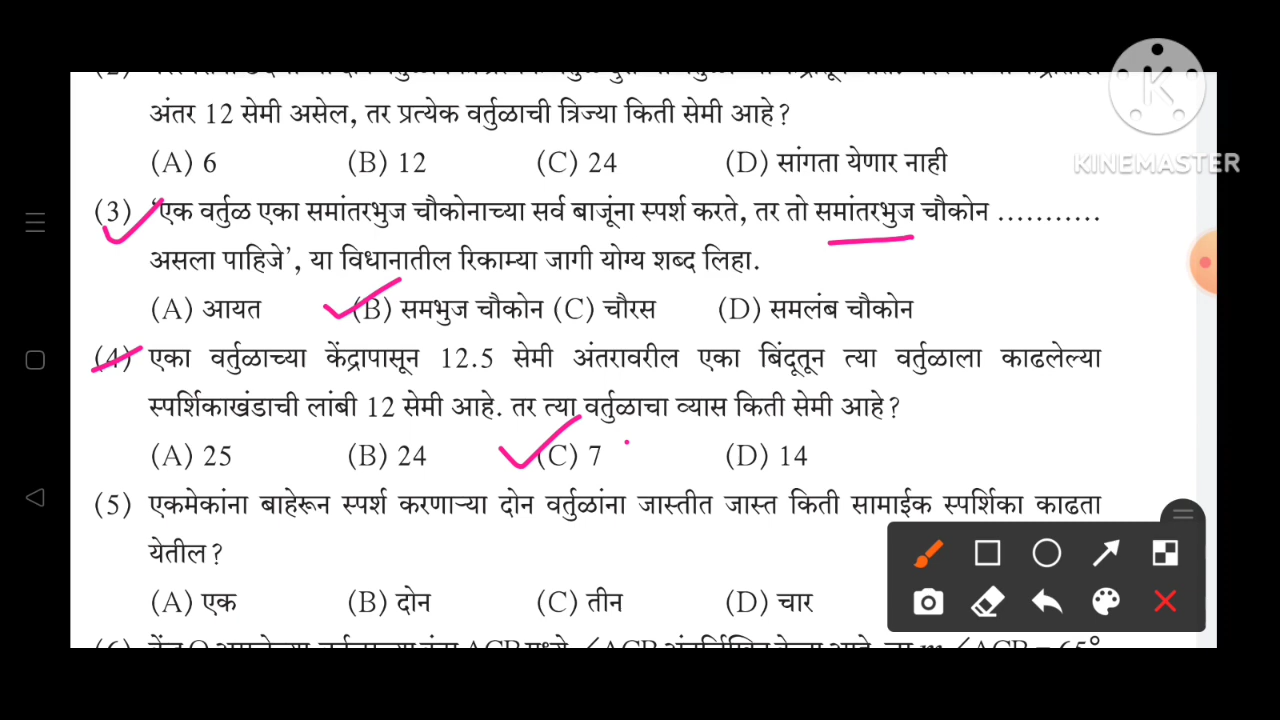 अंतर 12 सेमी असेल, तर प्रत्येक वर्तुळाची त्रिज्या किती सेमी आहे?
(A) 6 (B) 12 (C) 24 (D) सांगता येणार नाही
(3) 'एक वर्तुळ एका समांतरभुज चौकोनाच्या सर्व बाजूंना स्पर्श करते, तर तो समांतरभुज चौकोन ...........
असला पाहिजे', या विधानातील रिकाम्या जागी योग्य शब्द लिहा.
(A) आयत (B) समभुज चौकोन (C) चौरस (D) समलंब चौकोन
(4) एका वर्तुळाच्या केंद्रापासून 12.5 सेमी अंतरावरील एका बिंदूतून त्या वर्तुळाला काढलेल्या
स्पर्शिकाखंडाची लांबी 12 सेमी आहे. तर त्या वर्तुळाचा व्यास किती सेमी आहे?
(A) 25 (B) 24 (C) 7 (D) 14
(5) एकमेकांना बाहेरून स्पर्श करणाऱ्या दोन वर्तुळांना जास्तीत जास्त किती सामाईक स्पर्शिका काढता
येतील?
(A) एक (B) दोन (C) तीन (D) चार
KINEMASTER